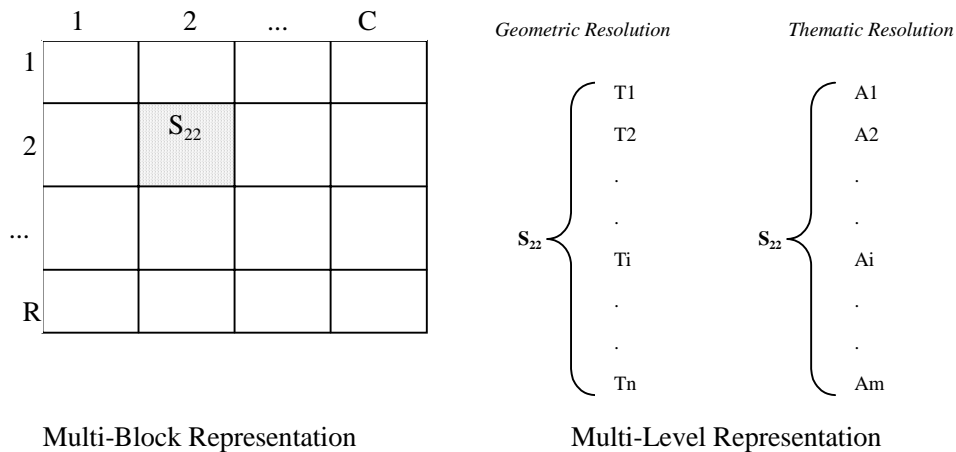 1 2 ... C
1
2
...
R
S₂₂
Multi-Block Representation
Geometric Resolution
S₂₂
T1
T2
.
.
Ti
.
.
Tn
Thematic Resolution
S₂₂
A1
A2
.
.
Ai
.
.
Am
Multi-Level Representation